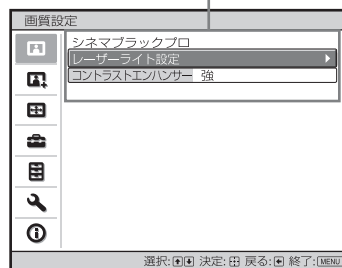 画質設定
シネマブラックプロ
レーザーライト設定
コントラストエンハンサー 強
選択: 決定: 戻る: 終了:MENU